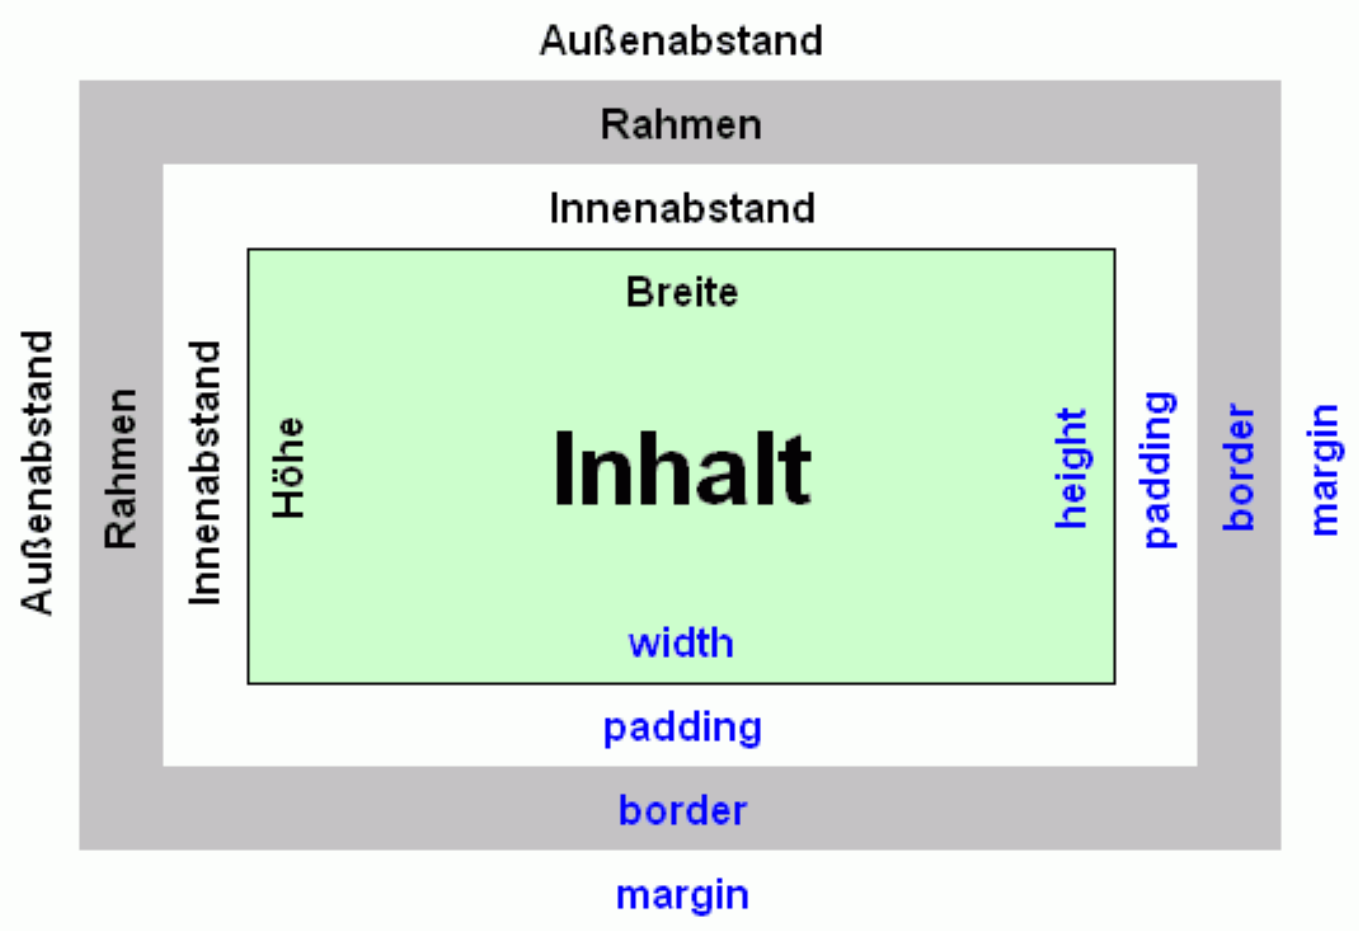 Außenabstand
Rahmen
Innenabstand
Breite
Außenabstand
Rahmen
Innenabstand
Höhe
Inhalt
height
padding
border
margin
width
padding
border
margin